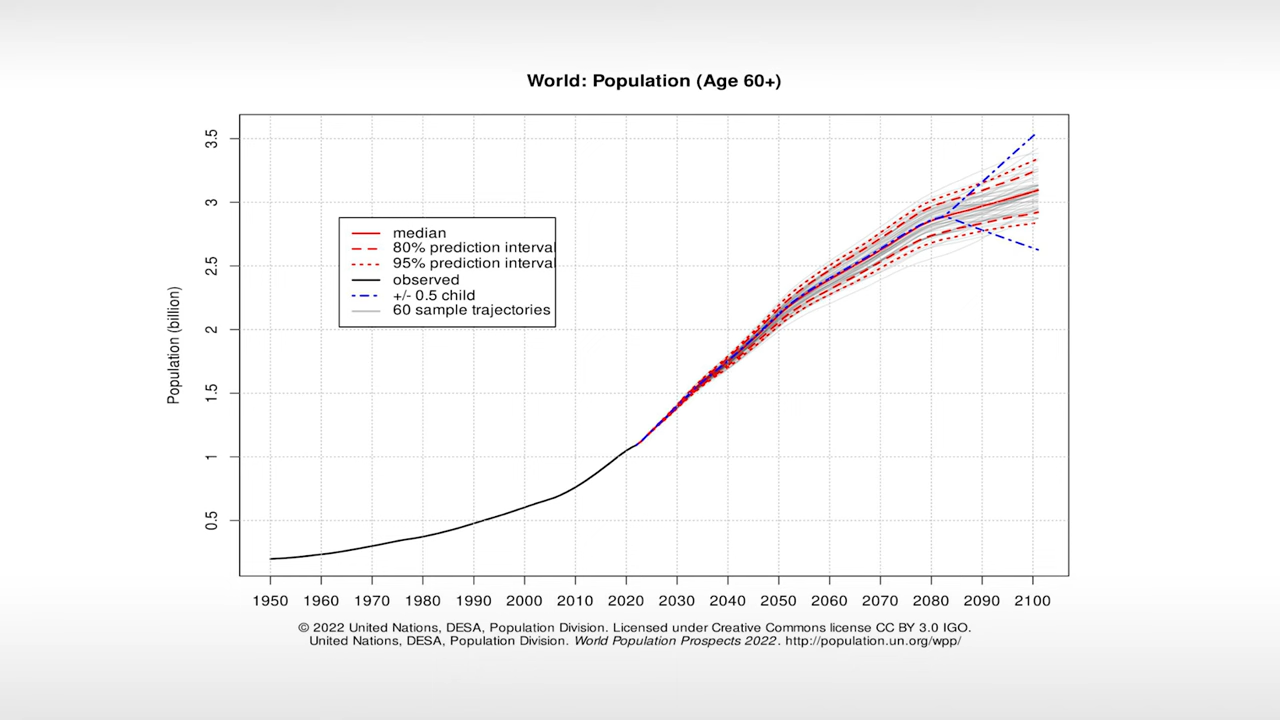 World: Population (Age 60+)
Population (billion)
3.5
3
2.5
2
1.5
1
0.5
median
80% prediction interval
95% prediction interval
observed
+/- 0.5 child
60 sample trajectories
1950 1960 1970 1980 1990 2000 2010 2020 2030 2040 2050 2060 2070 2080 2090 2100
© 2022 United Nations, DESA, Population Division. Licensed under Creative Commons license CC BY 3.0 IGO.
United Nations, DESA, Population Division. World Population Prospects 2022. http://population.un.org/wpp/